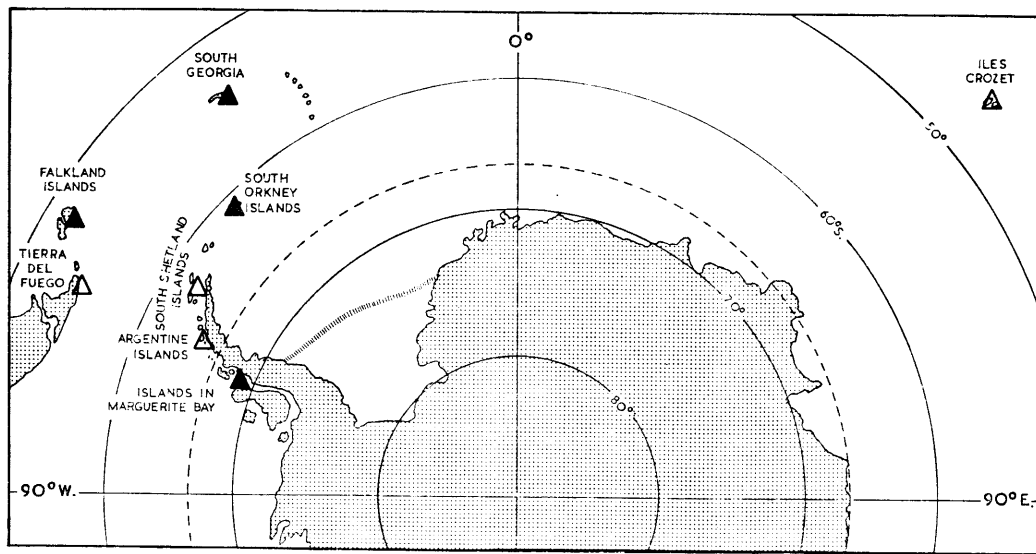 0°
SOUTH
GEORGIA
ILES
CROZET
50°
FALKLAND
ISLANDS
SOUTH
ORKNEY
ISLANDS
60°S.
TIERRA
DEL
FUEGO
SOUTH SHETLAND
ISLANDS
70°
ARGENTINE
ISLANDS
ISLANDS IN
MARGUERITE BAY
80°
90°W.
90°E.